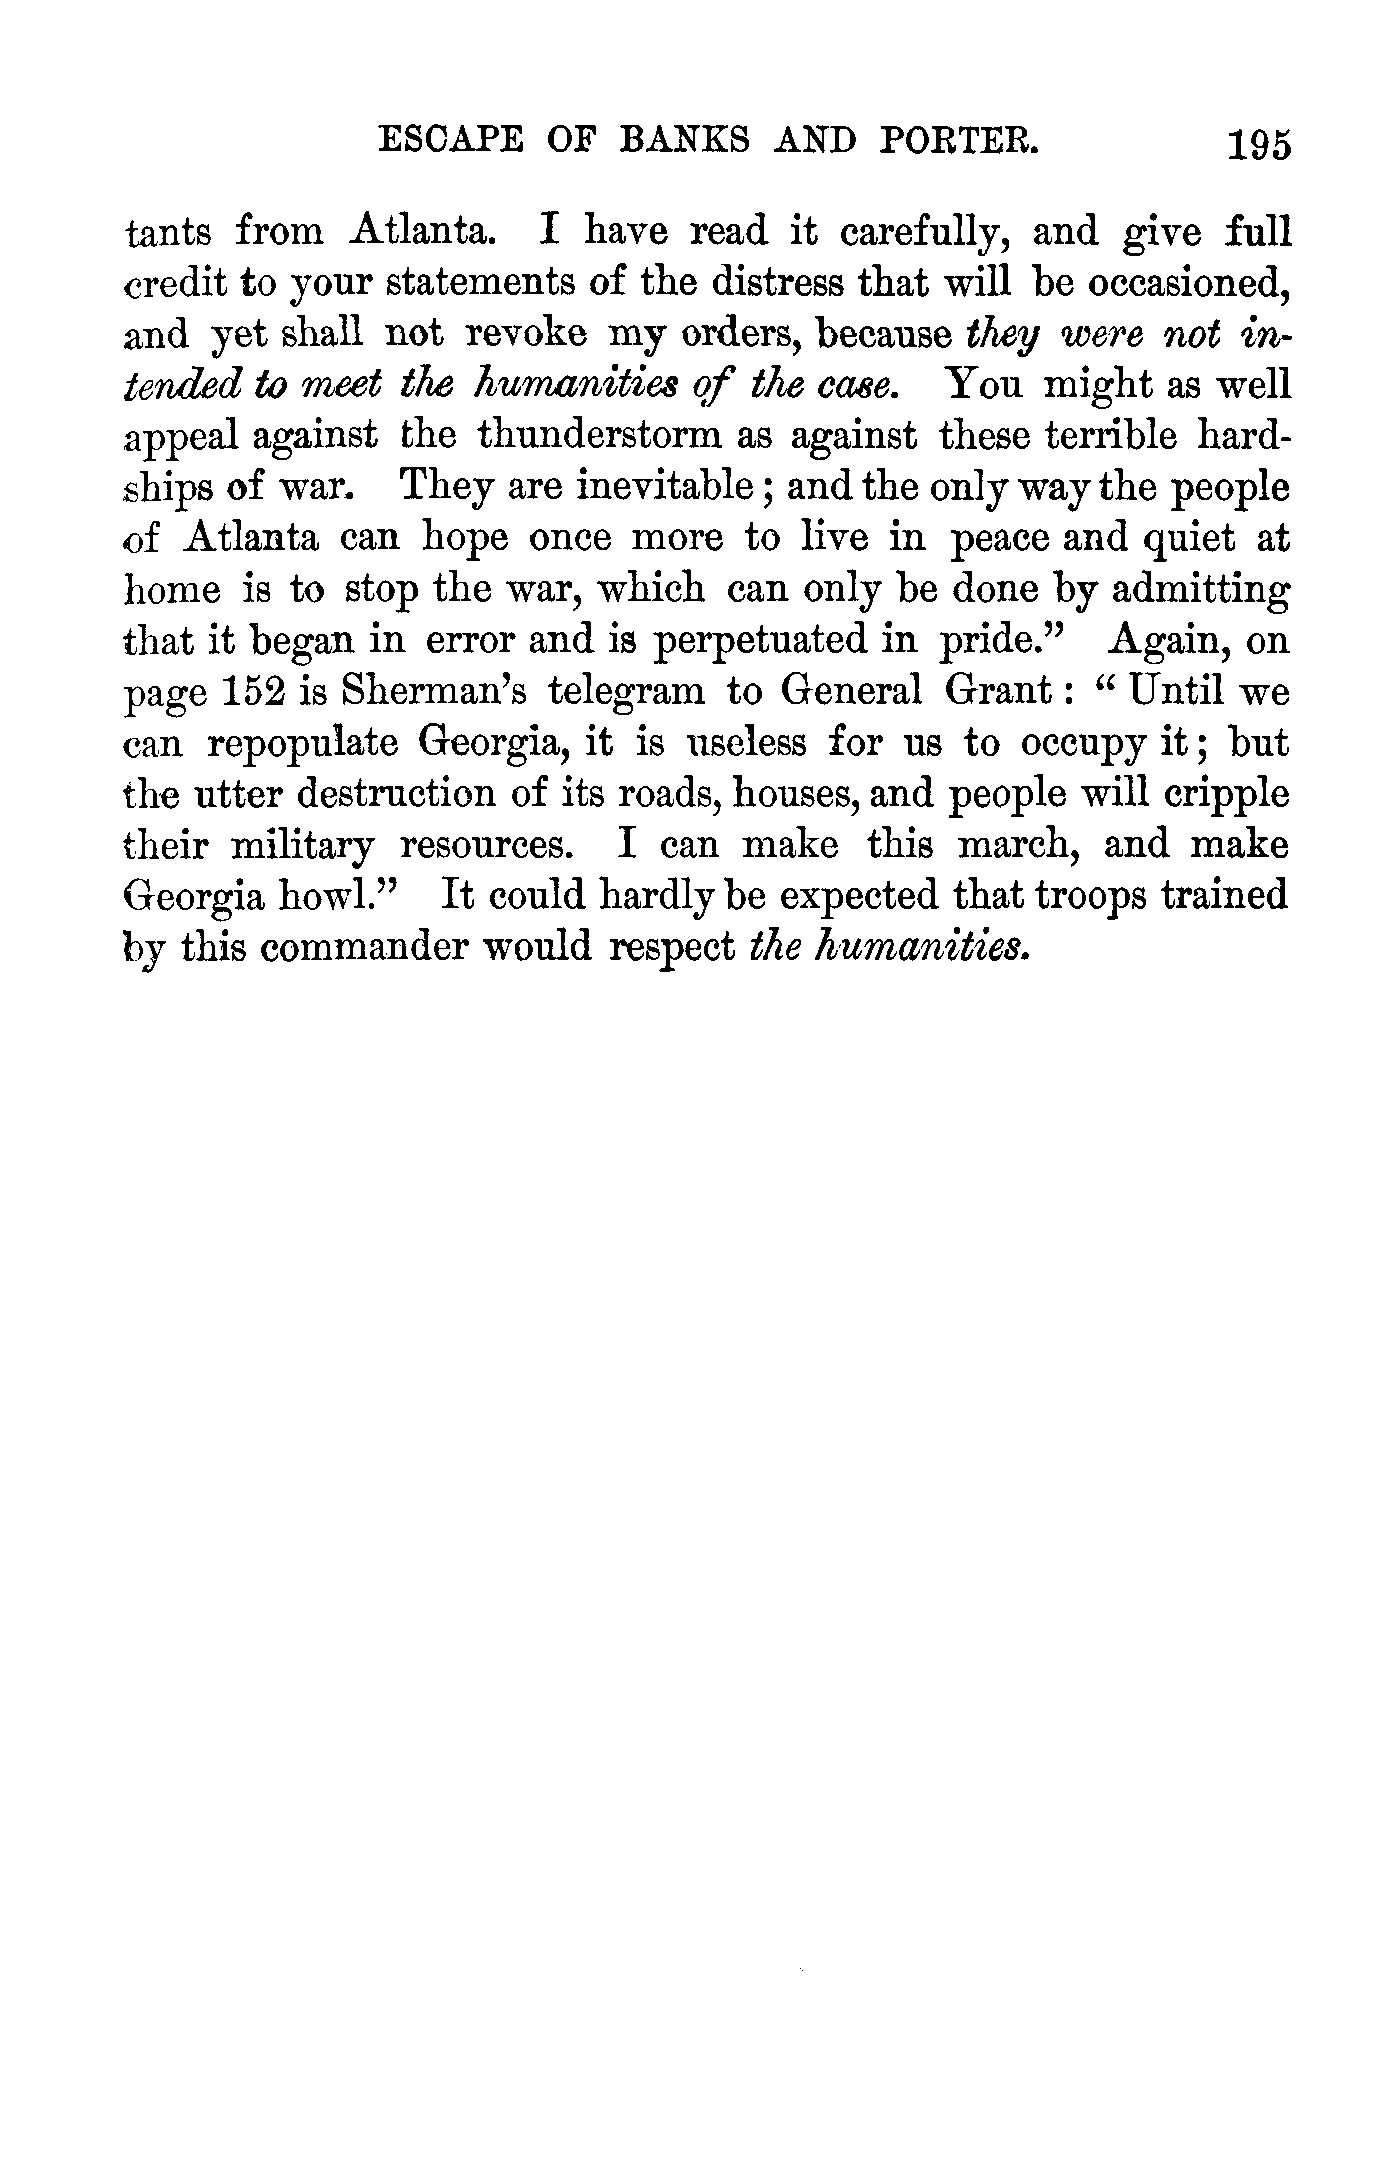 ESCAPE OF BANKS AND PORTER. 195
tants from Atlanta. I have read it carefully, and give full
credit to your statements of the distress that will be occasioned,
and yet shall not revoke my orders, because they were not in-
tended to meet the humanities of the case. You might as well
appeal against the thunderstorm as against these terrible hard-
ships of war. They are inevitable; and the only way the people
of Atlanta can hope once more to live in peace and quiet at
home is to stop the war, which can only be done by admitting
that it began in error and is perpetuated in pride.” Again, on
page 152 is Sherman’s telegram to General Grant: “Until we
can repopulate Georgia, it is useless for us to occupy it; but
the utter destruction of its roads, houses, and people will cripple
their military resources. I can make this march, and make
Georgia howl.” It could hardly be expected that troops trained
by this commander would respect the humanities.